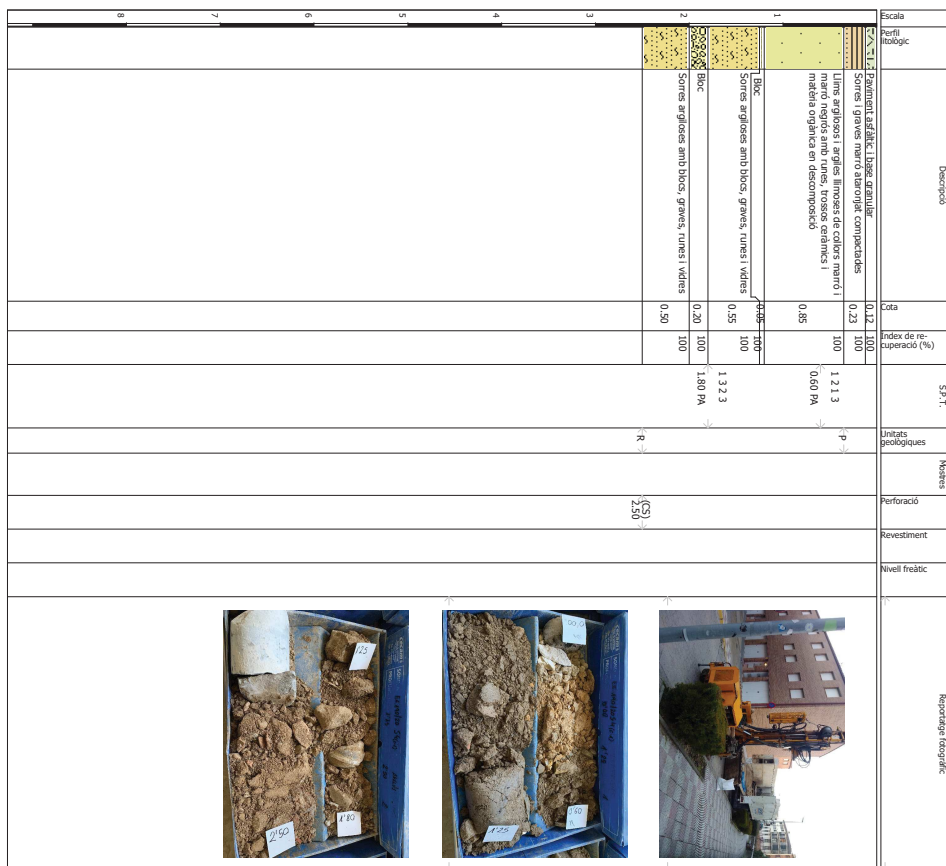 Escala
1
2
3
4
5
6
7
8
Perfil
litològic
Descripció
Paviment asfàltic i base granular
Sorres i graves marró ataronjat compactades
Llims argilosos i argiles llimoses de collors marró i
marró negrós amb runes, trossos ceràmics i
matèria orgànica en descomposició
Bloc
Sorres argiloses amb blocs, graves, runes i vidres
Bloc
Sorres argiloses amb blocs, graves, runes i vidres
Cota
0.12
0.23
0.85
0.05
0.55
0.20
0.50
Índex de re-
cuperació (%)
100
100
100
100
100
100
100
S.P.T.
1 2 1 3
0.60 PA
1 3 2 3
1.80 PA
Unitats
geològiques
P
R
Mostres
Perforació
(CS)
2.50
Revestiment
Nivell freàtic
Reportatge fotogràfic
1'25
1'25
1'80
2'50